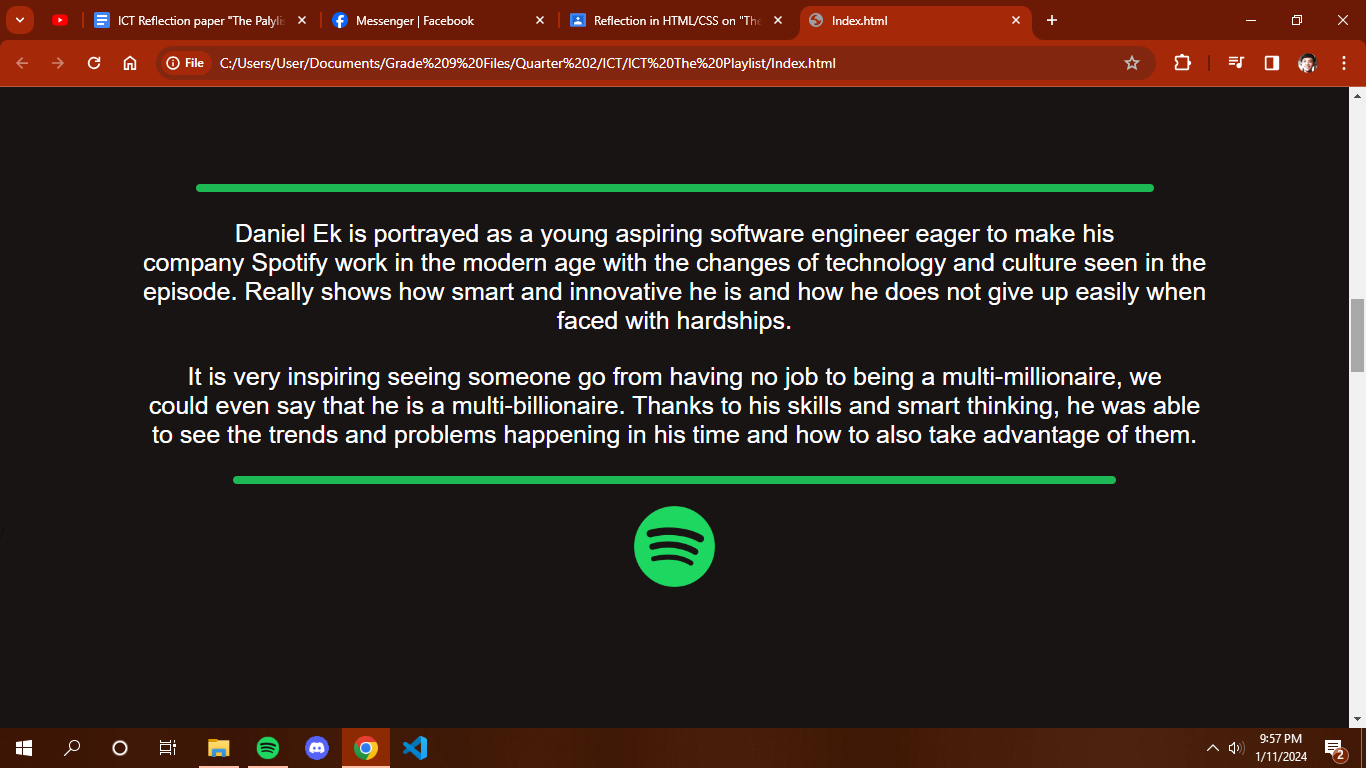 ICT Reflection paper "The Palylis
Messenger | Facebook
Reflection in HTML/CSS on "The
Index.html
File
C:/Users/User/Documents/Grade%209%20Files/Quarter%202/ICT/ICT%20The%20Playlist/Index.html
Daniel Ek is portrayed as a young aspiring software engineer eager to make his
company Spotify work in the modern age with the changes of technology and culture seen in the
episode. Really shows how smart and innovative he is and how he does not give up easily when
faced with hardships.
It is very inspiring seeing someone go from having no job to being a multi-millionaire, we
could even say that he is a multi-billionaire. Thanks to his skills and smart thinking, he was able
to see the trends and problems happening in his time and how to also take advantage of them.
9:57 PM
1/11/2024
2